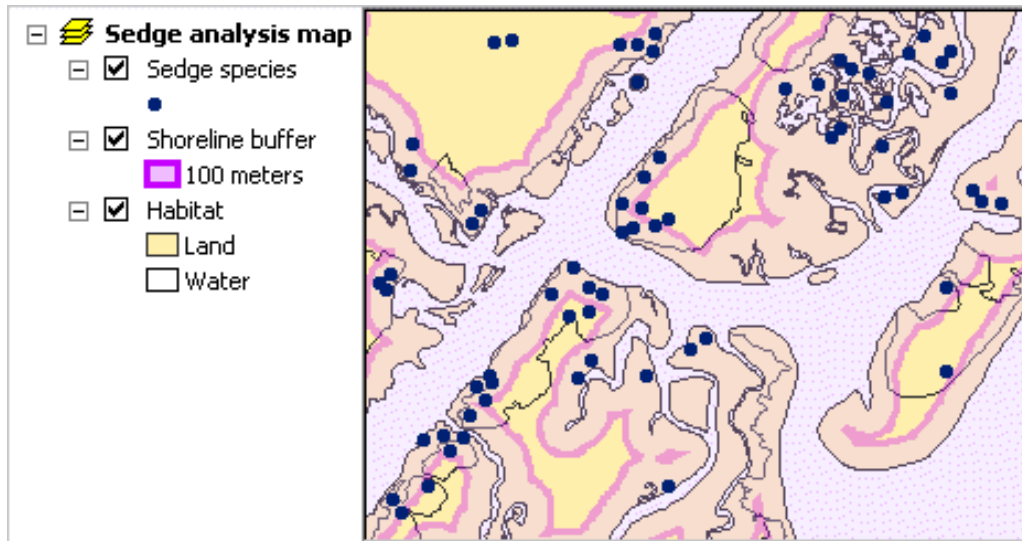 Sedge analysis map
Sedge species
Shoreline buffer
100 meters
Habitat
Land
Water